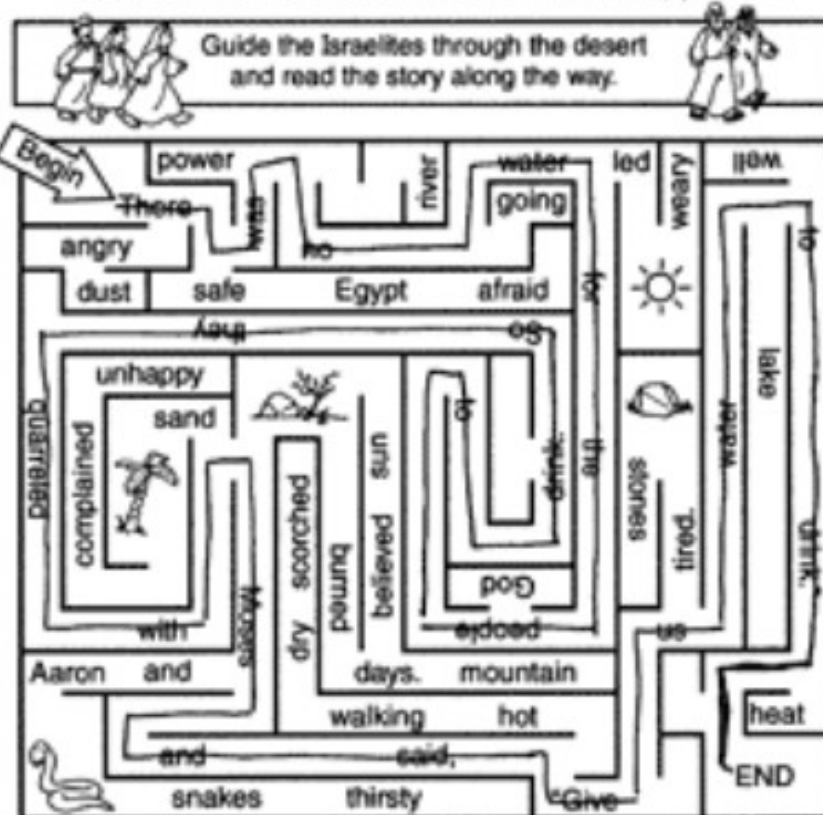 Guide the Israelites through the desert
and read the story along the way.
Begin
power
river
water
led
weary
well
There
was
going
to
angry
no
for
dust
safe
Egypt
afraid
they
So
lake
unhappy
to
water
sand
quarreled
complained
drink.
the
stones
sun
scorched
tired.
drink."
believed
burned
God
Moses
dry
with
people
us
Aaron
and
days.
mountain
walking
hot
heat
and
said,
END
snakes
thirsty
"Give